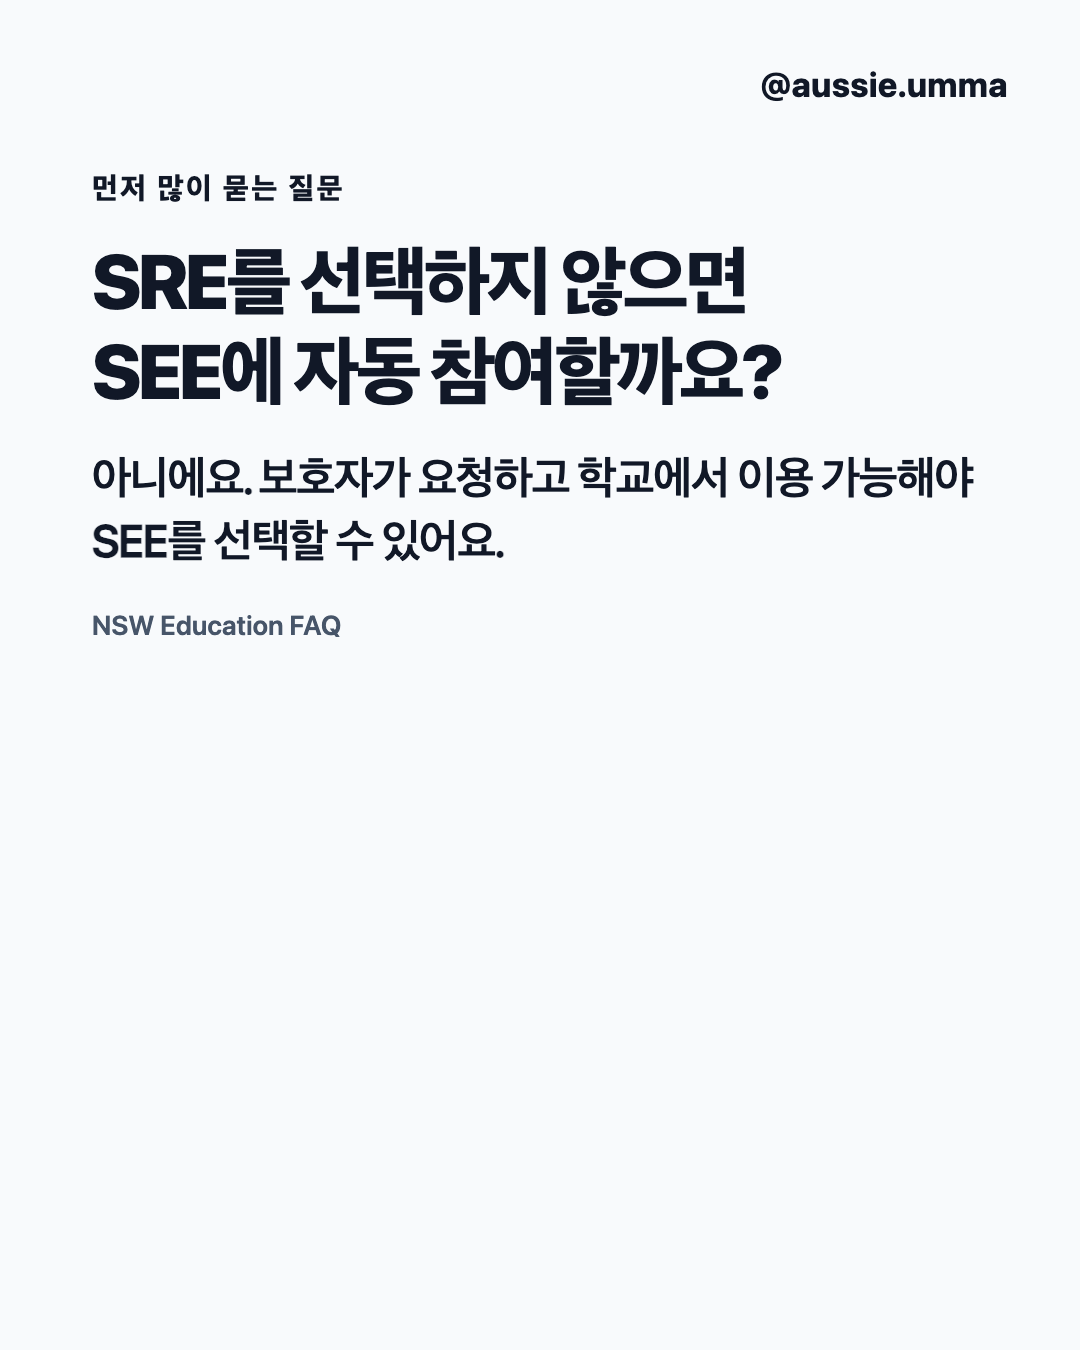 @aussie.umma
먼저 많이 묻는 질문
SRE를 선택하지 않으면
SEE에 자동 참여할까요?
아니에요. 보호자가 요청하고 학교에서 이용 가능해야
SEE를 선택할 수 있어요.
NSW Education FAQ